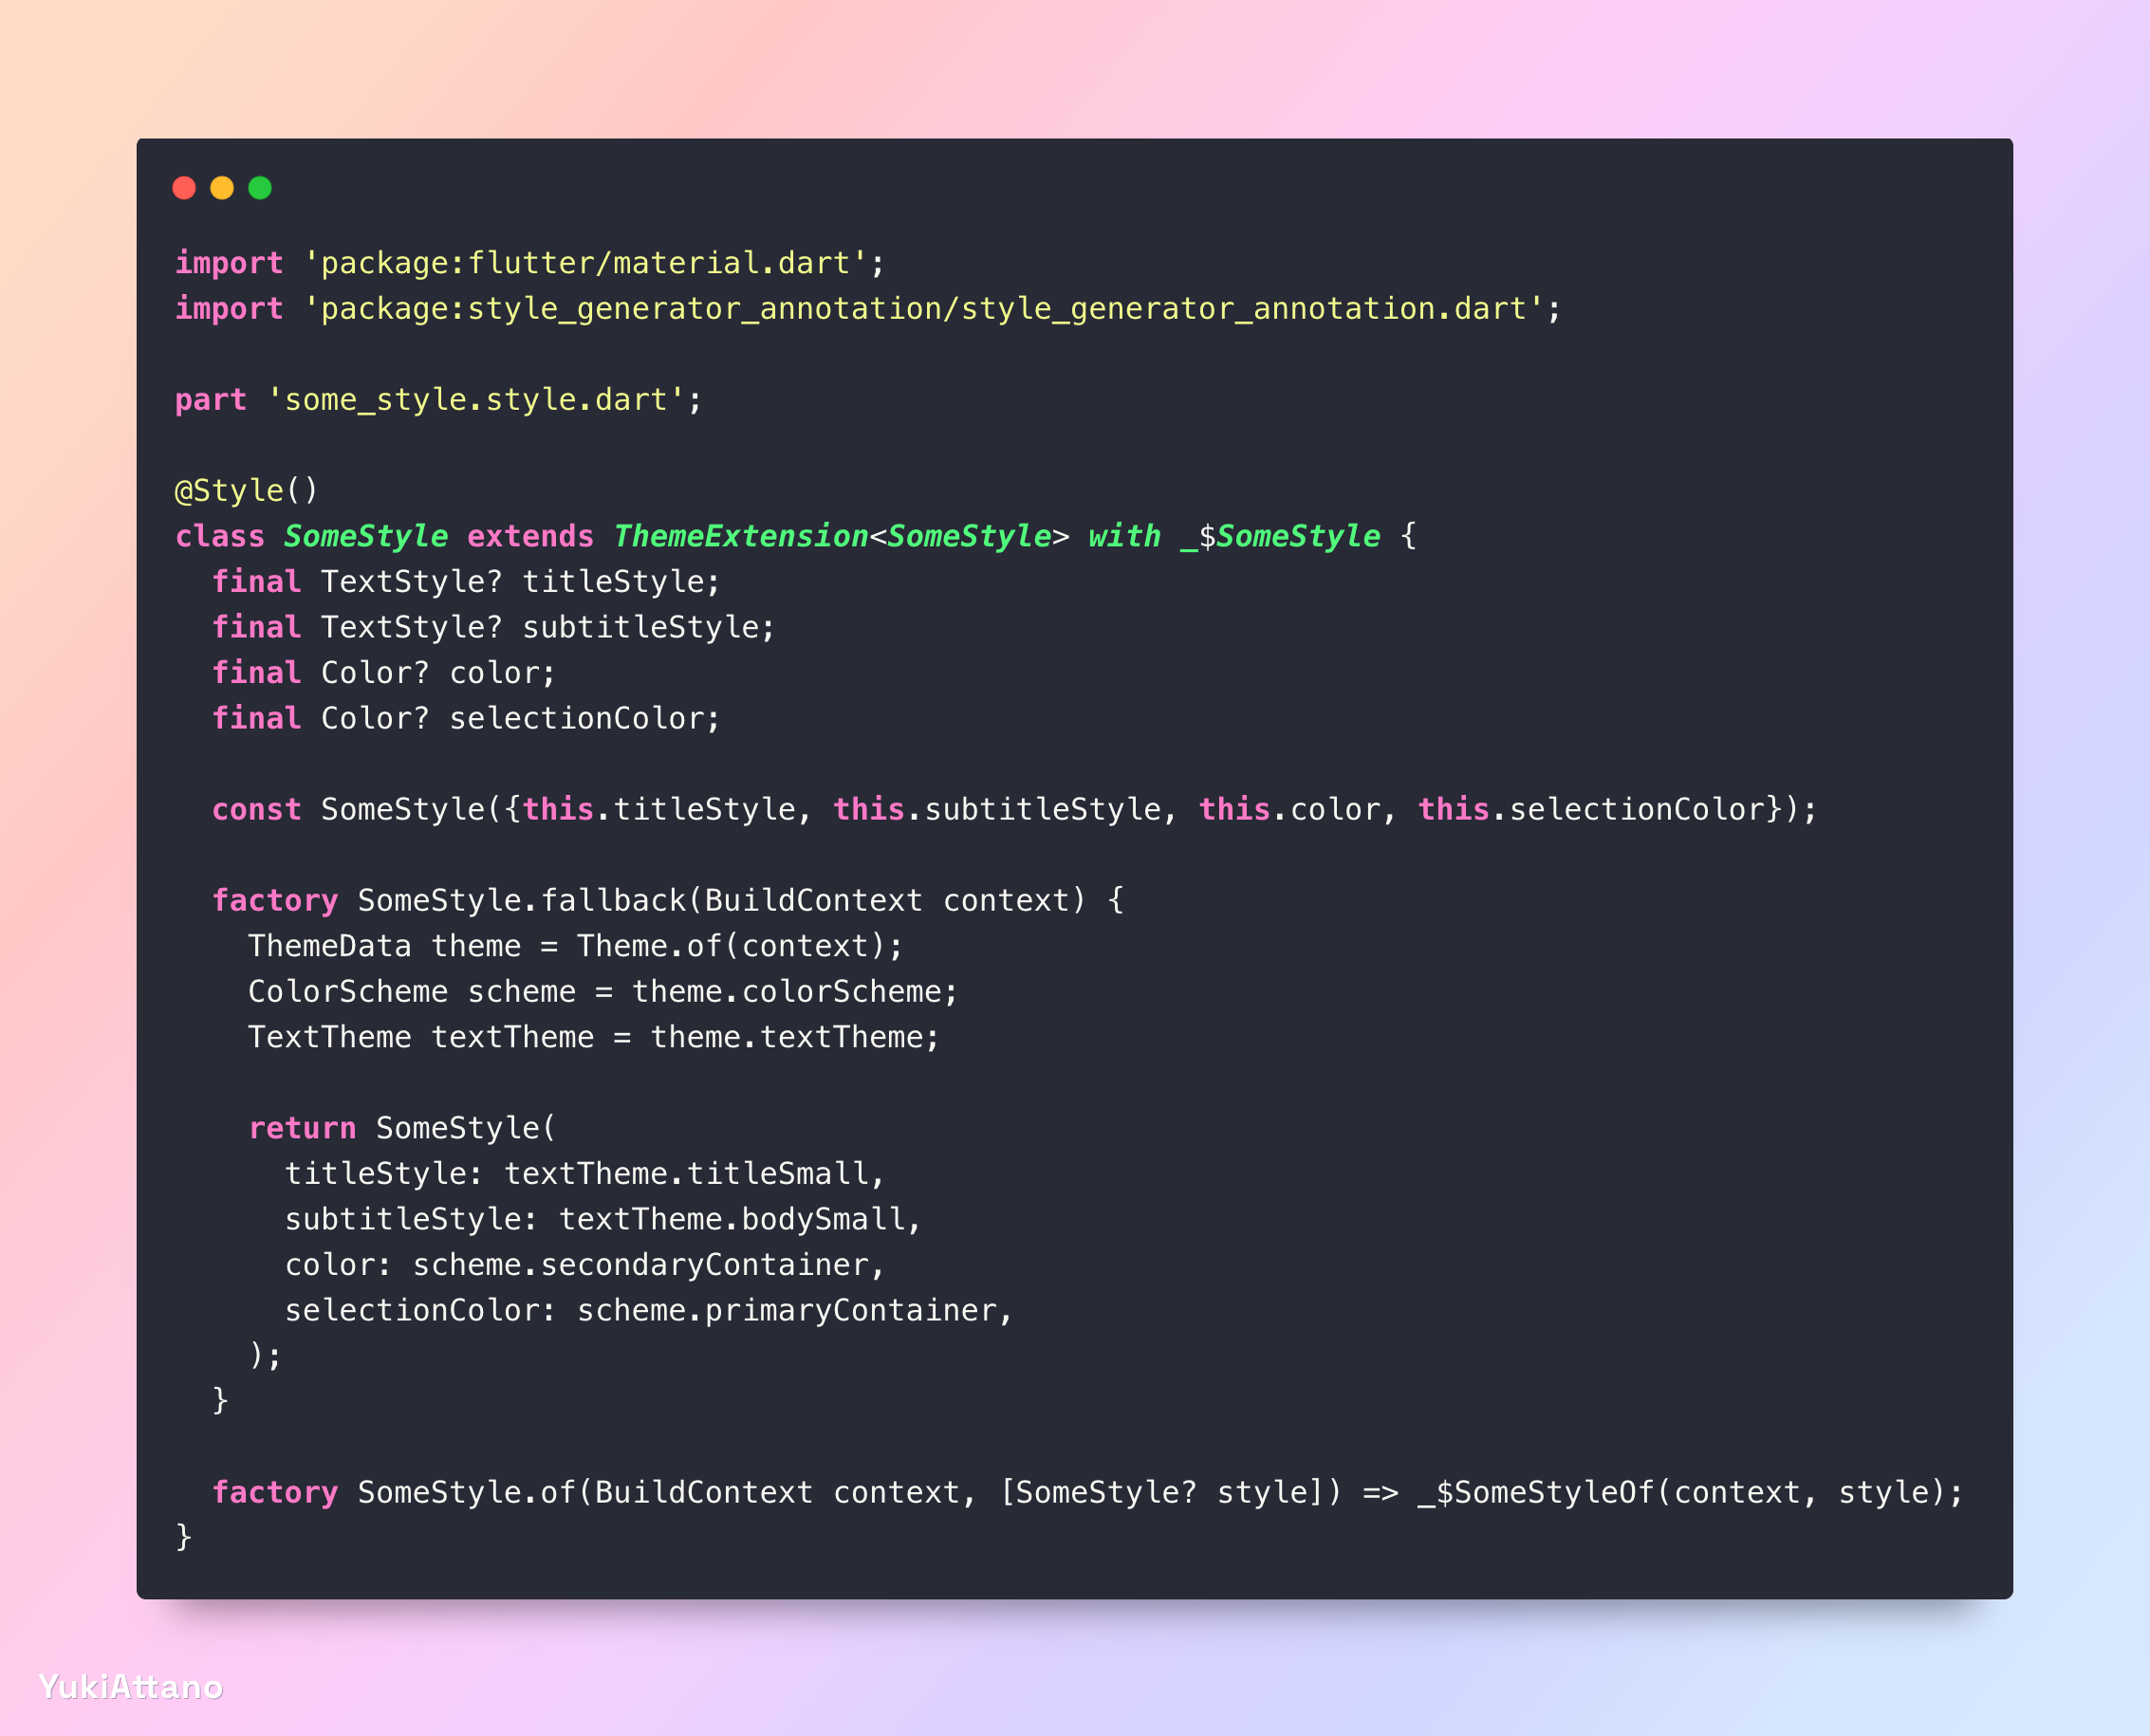 import 'package:flutter/material.dart';
import 'package:style_generator_annotation/style_generator_annotation.dart';

part 'some_style.style.dart';

@Style()
class SomeStyle extends ThemeExtension<SomeStyle> with _$SomeStyle {
  final TextStyle? titleStyle;
  final TextStyle? subtitleStyle;
  final Color? color;
  final Color? selectionColor;

  const SomeStyle({this.titleStyle, this.subtitleStyle, this.color, this.selectionColor});

  factory SomeStyle.fallback(BuildContext context) {
    ThemeData theme = Theme.of(context);
    ColorScheme scheme = theme.colorScheme;
    TextTheme textTheme = theme.textTheme;

    return SomeStyle(
      titleStyle: textTheme.titleSmall,
      subtitleStyle: textTheme.bodySmall,
      color: scheme.secondaryContainer,
      selectionColor: scheme.primaryContainer,
    );
  }

  factory SomeStyle.of(BuildContext context, [SomeStyle? style]) => _$SomeStyleOf(context, style);
}
YukiAttano